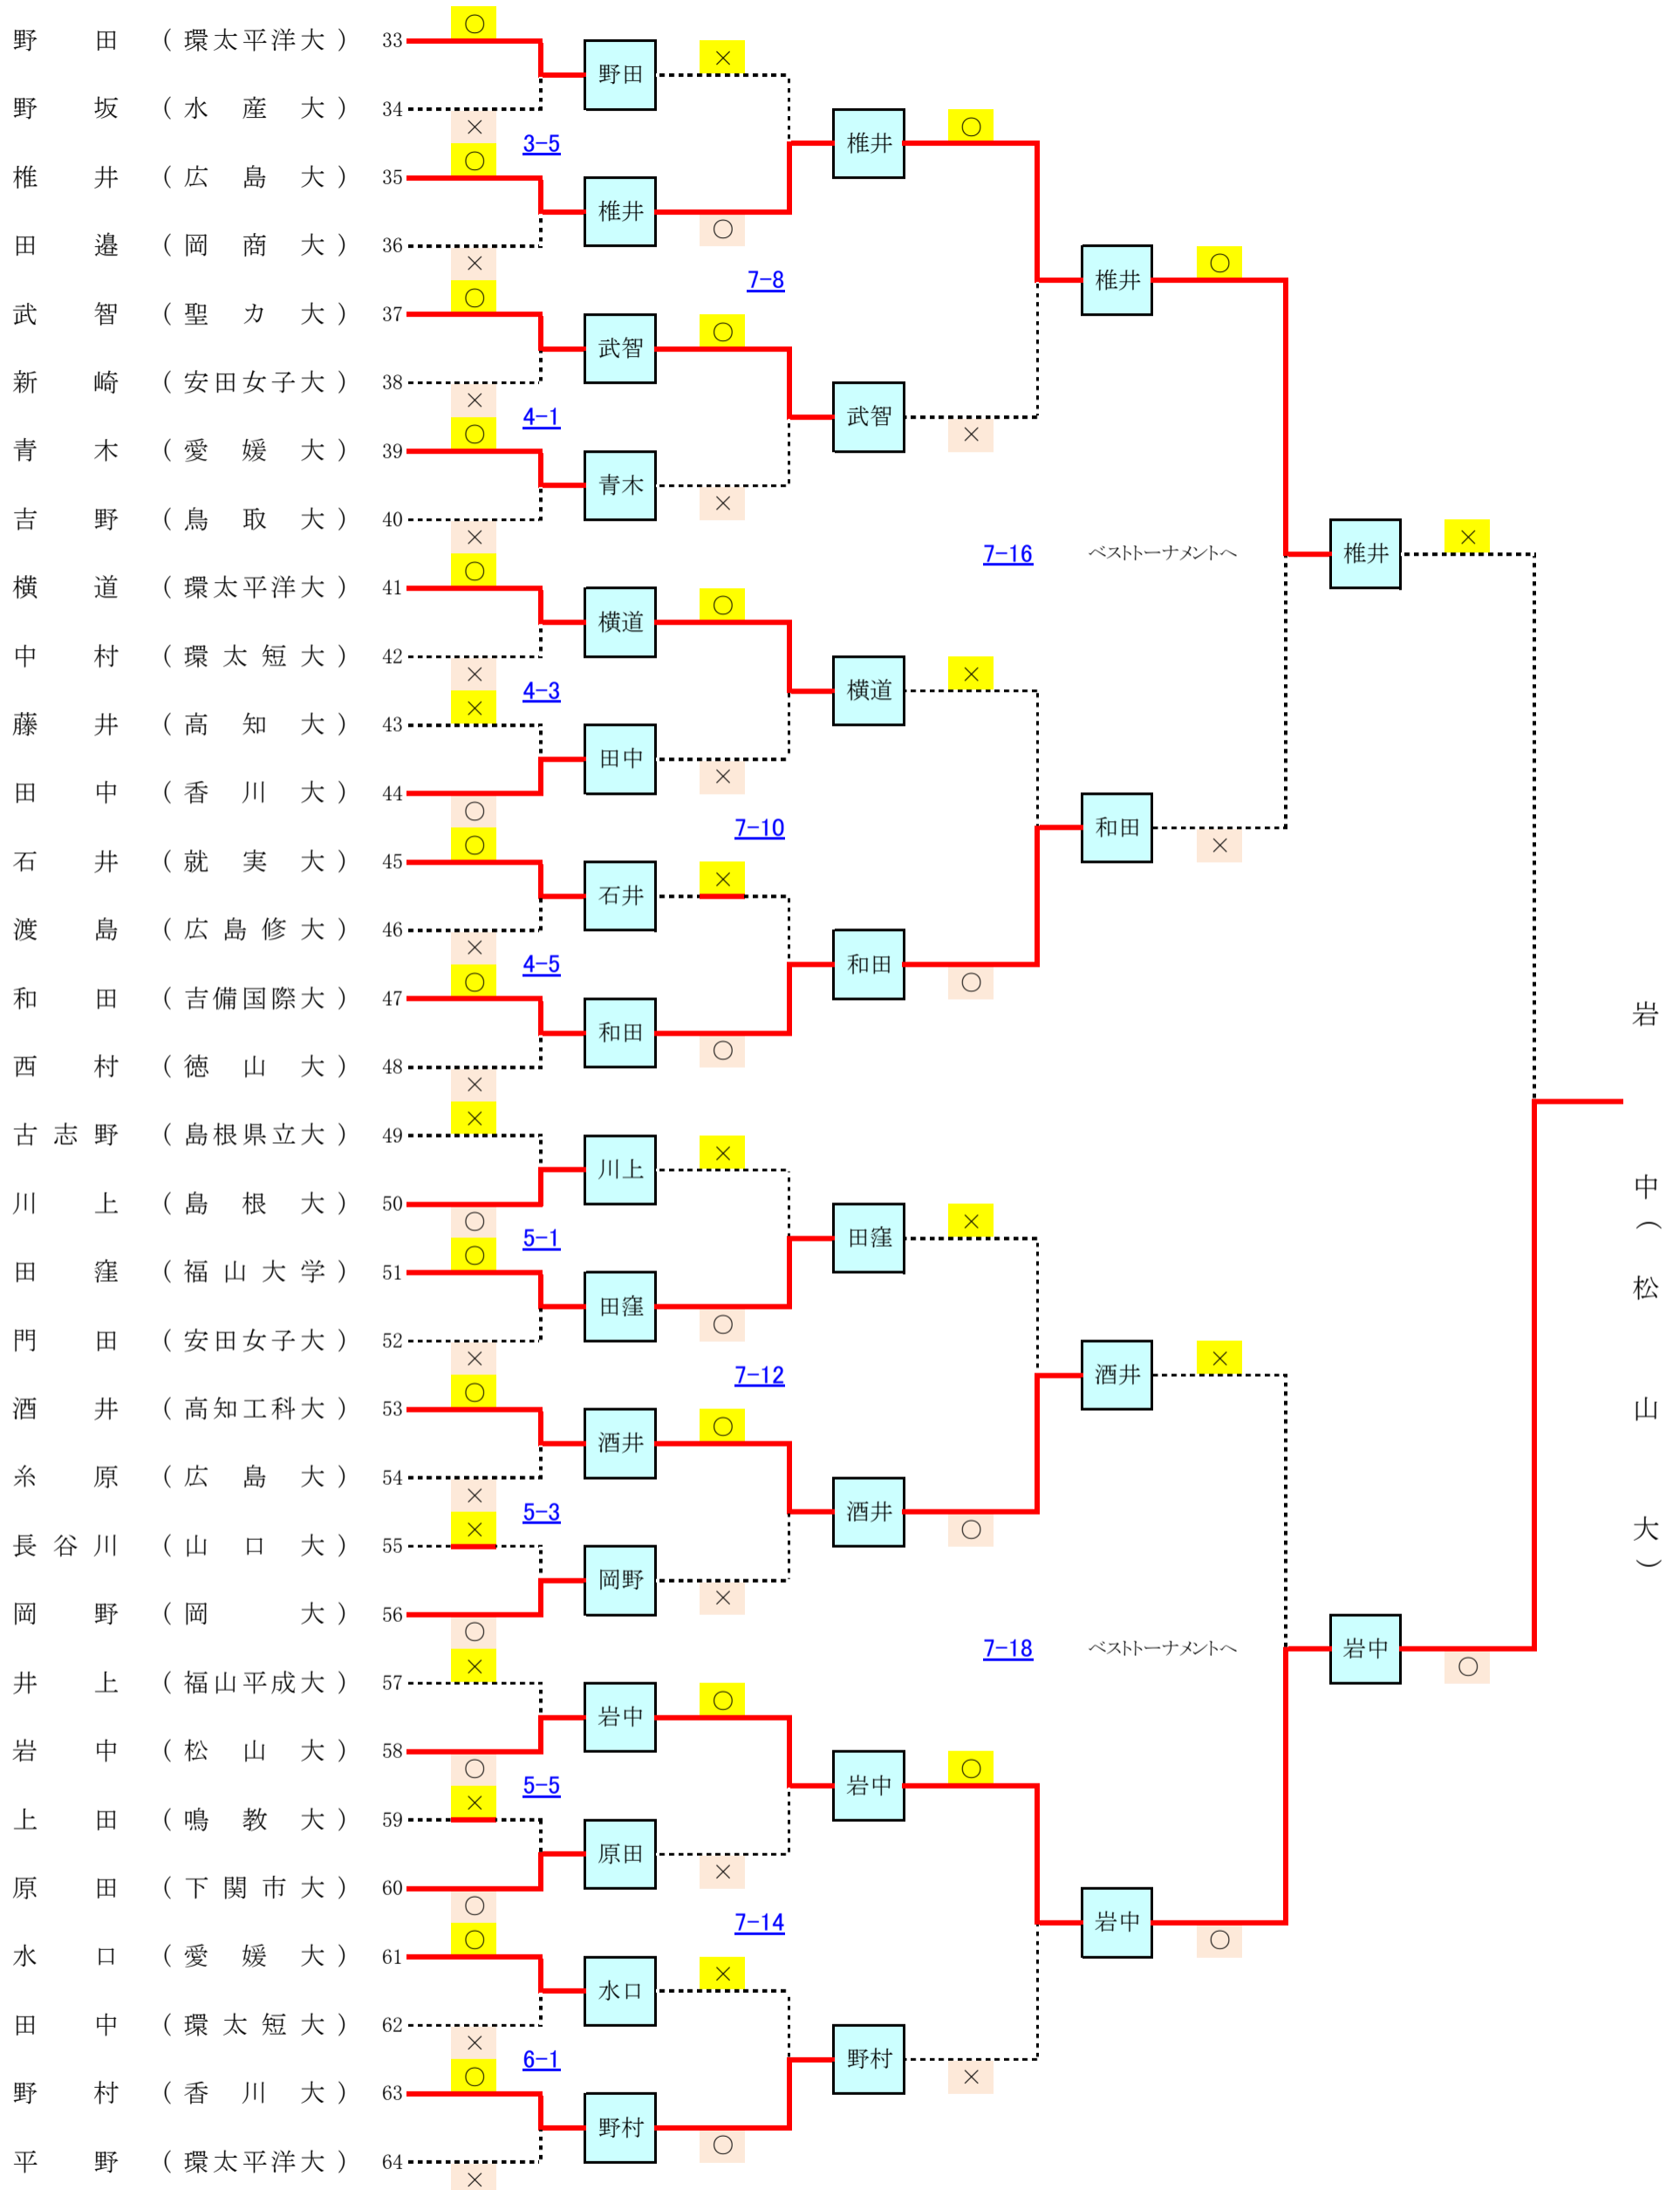 野田（環太平洋大）33 ○ 野田 ×
野坂（水産大）34 × 3-5 椎井 ○
椎井（広島大）35 ○ 椎井 ○
田邉（岡商大）36 × 7-8 椎井 ○
武智（聖カ大）37 ○ 武智 ○
新崎（安田女子大）38 × 4-1 武智 ×
青木（愛媛大）39 ○ 青木 ×
吉野（鳥取大）40 × 7-16 ベストトーナメントへ 椎井 ×
横道（環太平洋大）41 ○ 横道 ○
中村（環太短大）42 × 4-3 横道 ×
藤井（高知大）43 × 田中 ×
田中（香川大）44 ○ 7-10 和田 ×
石井（就実大）45 ○ 石井 ×
渡島（広島修大）46 × 4-5 和田 ○
和田（吉備国際大）47 ○ 和田 ○
西村（徳山大）48 ×
古志野（島根県立大）49 × 川上 ×
川上（島根大）50 ○ 5-1 田窪 ×
田窪（福山大学）51 ○ 田窪 ○
門田（安田女子大）52 × 7-12 酒井 ×
酒井（高知工科大）53 ○ 酒井 ○
糸原（広島大）54 × 5-3 酒井 ○
長谷川（山口大）55 × 岡野 ×
岡野（岡大）56 ○ 7-18 ベストトーナメントへ 岩中 ○
井上（福山平成大）57 × 岩中 ○
岩中（松山大）58 ○ 5-5 岩中 ○
上田（鳴教大）59 × 原田 ×
原田（下関市大）60 ○ 7-14 岩中 ○
水口（愛媛大）61 ○ 水口 ×
田中（環太短大）62 × 6-1 野村 ×
野村（香川大）63 ○ 野村 ○
平野（環太平洋大）64 ×
岩中（松山大）